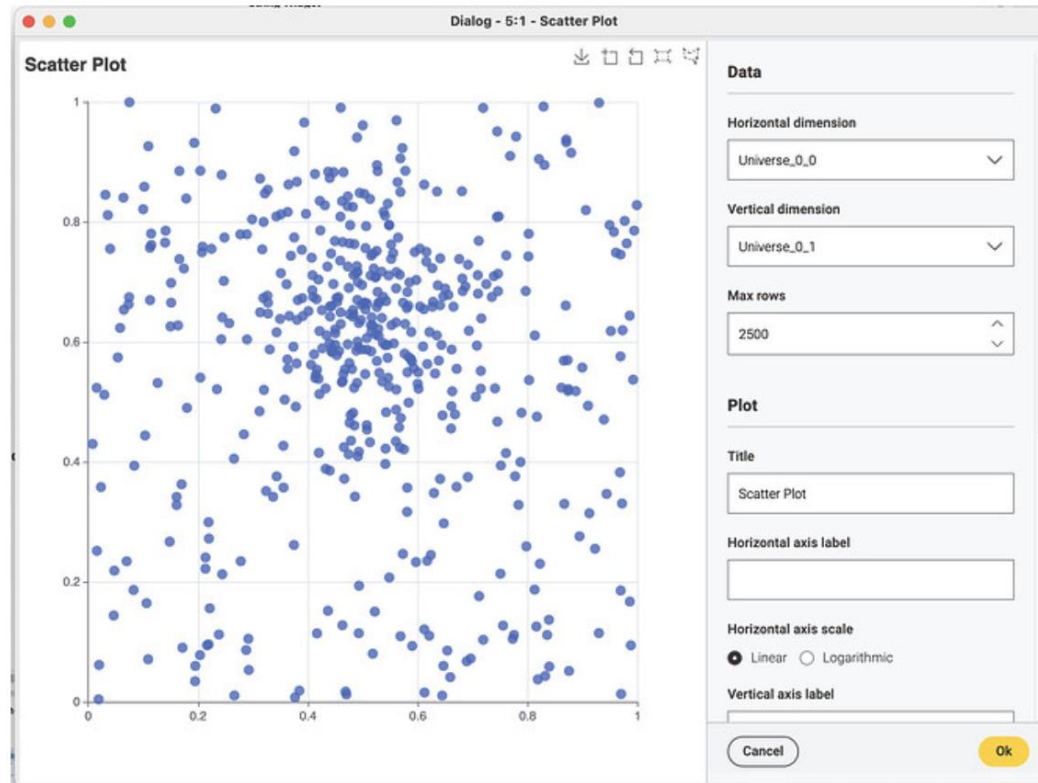 Dialog - 5:1 - Scatter Plot
Scatter Plot
1
0.8
0.6
0.4
0.2
0
0
0.2
0.4
0.6
0.8
1
Data
Horizontal dimension
Universe_0_0
Vertical dimension
Universe_0_1
Max rows
2500
Plot
Title
Scatter Plot
Horizontal axis label
Horizontal axis scale
Linear
Logarithmic
Vertical axis label
Cancel
Ok